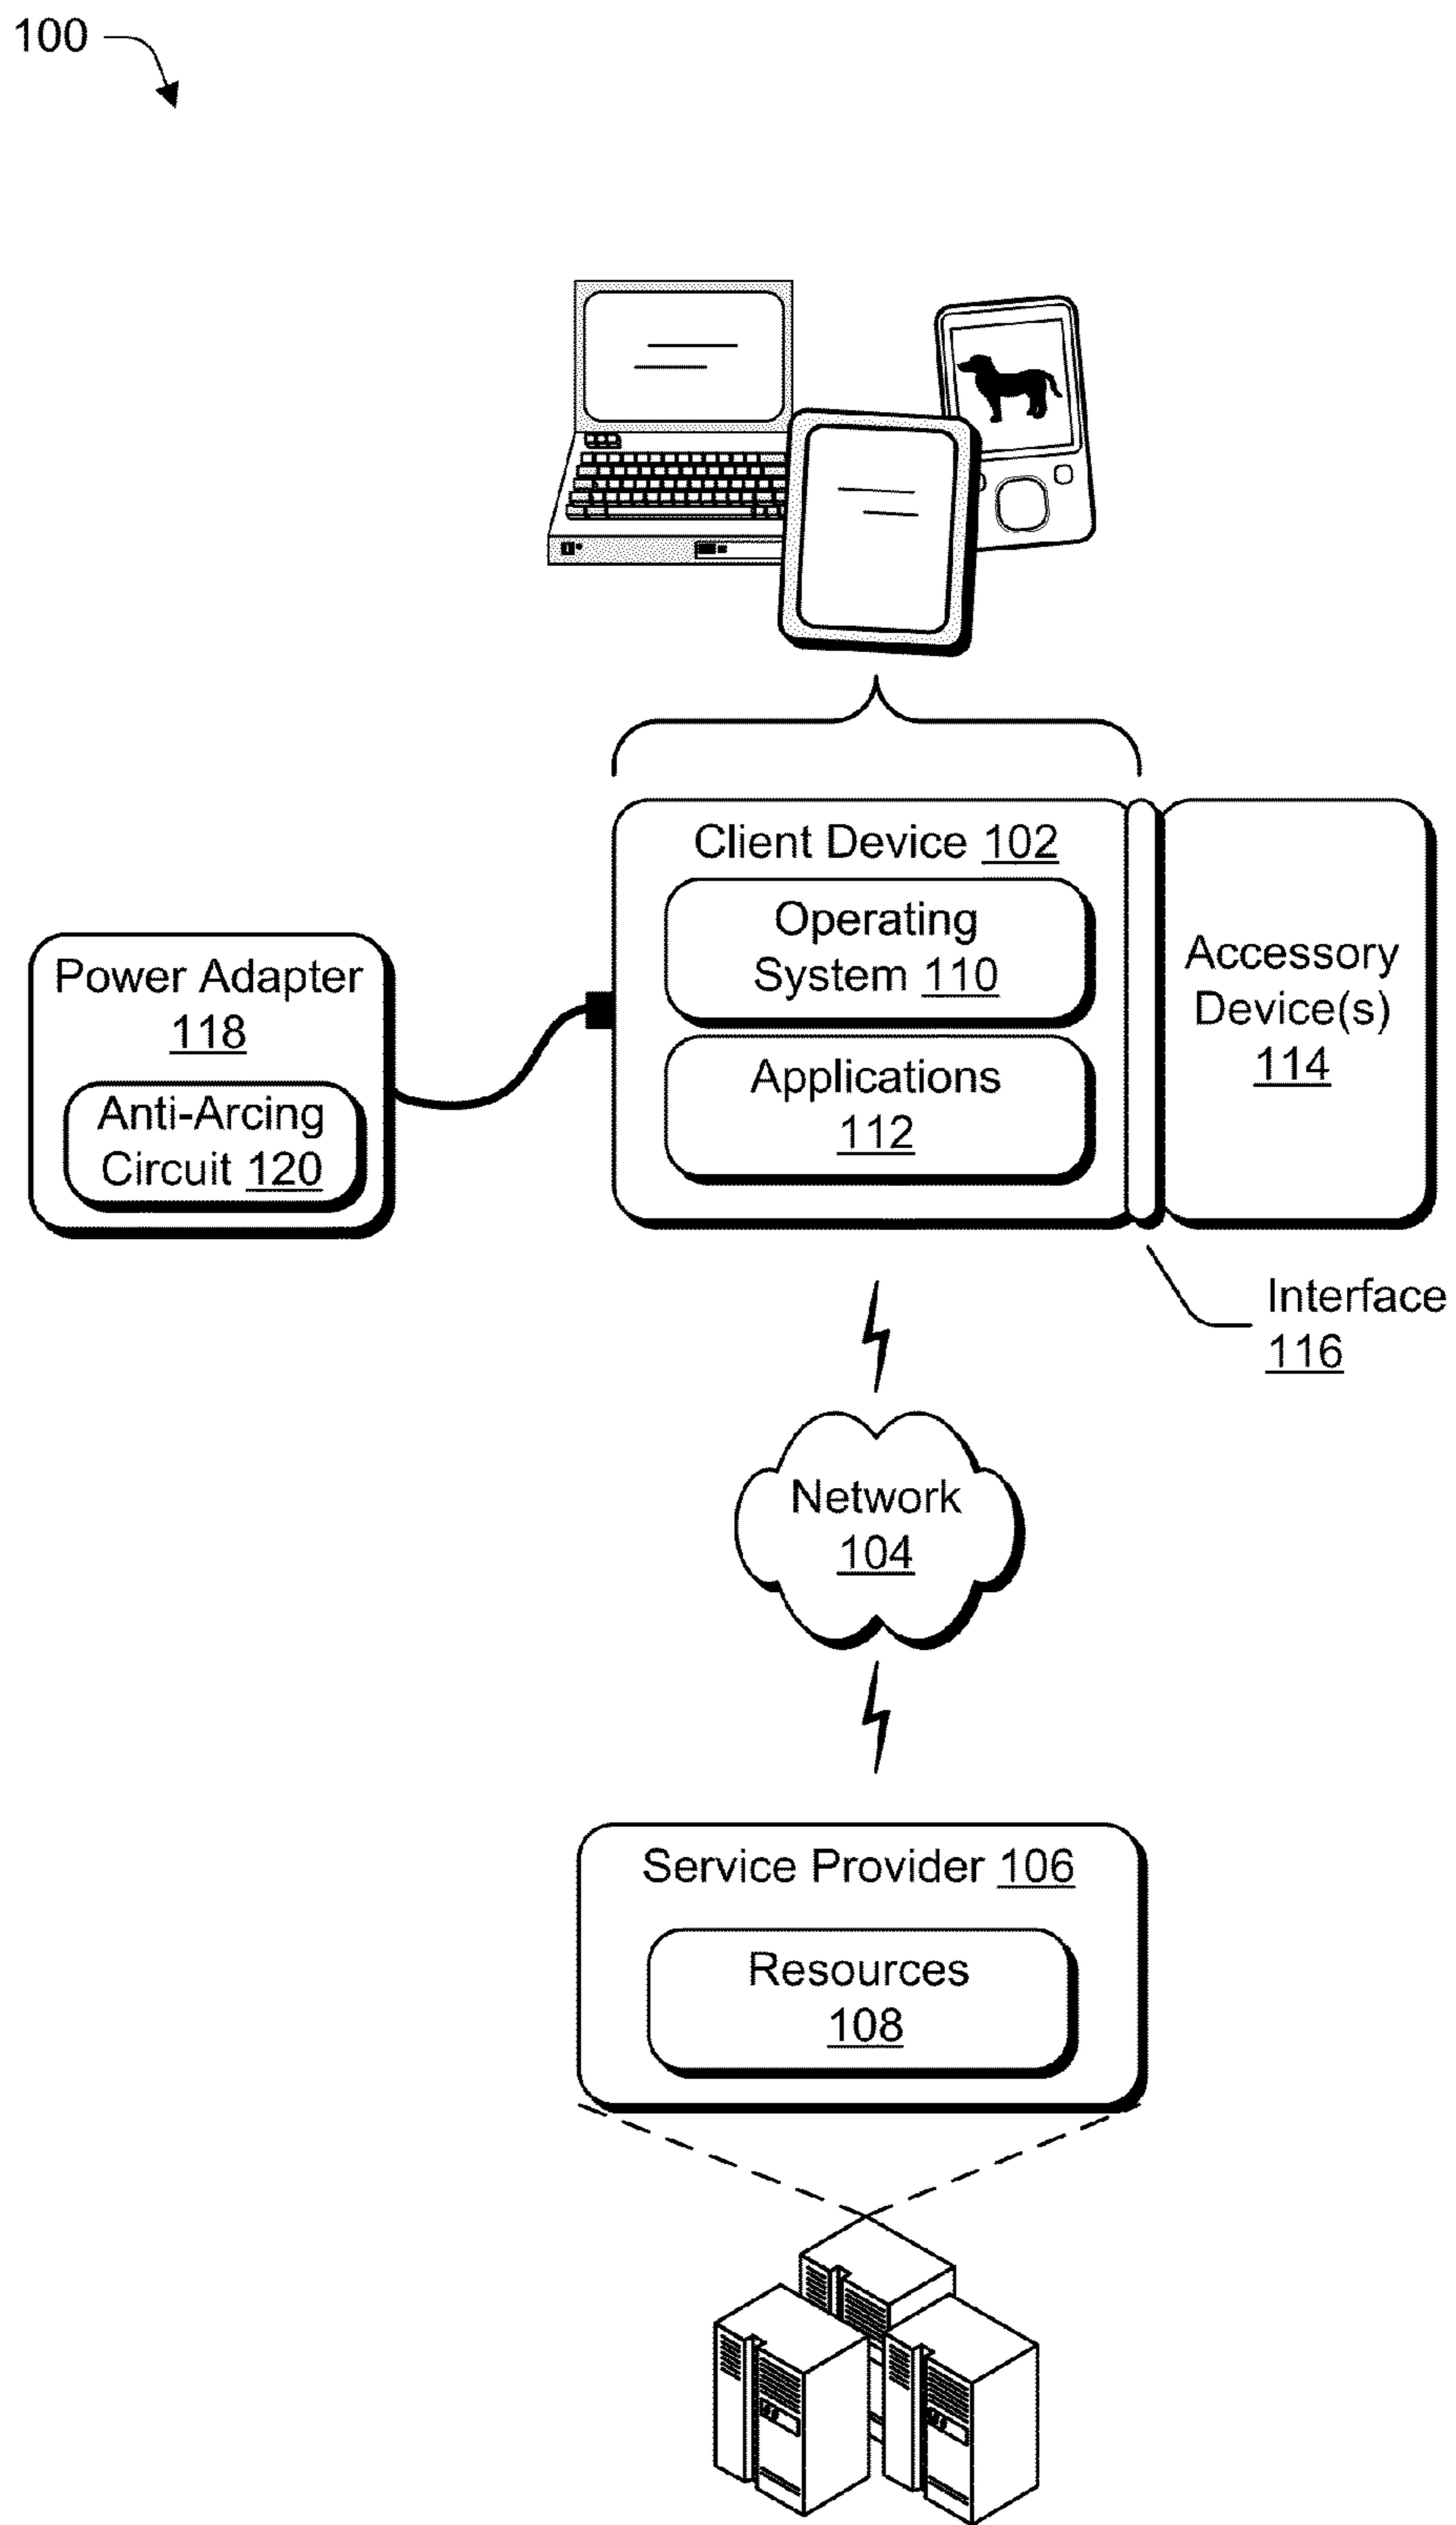 100
Client Device 102
Operating
System 110
Applications
112
Accessory
Device(s)
114
Power Adapter
118
Anti-Arcing
Circuit 120
Interface
116
Network
104
Service Provider 106
Resources
108